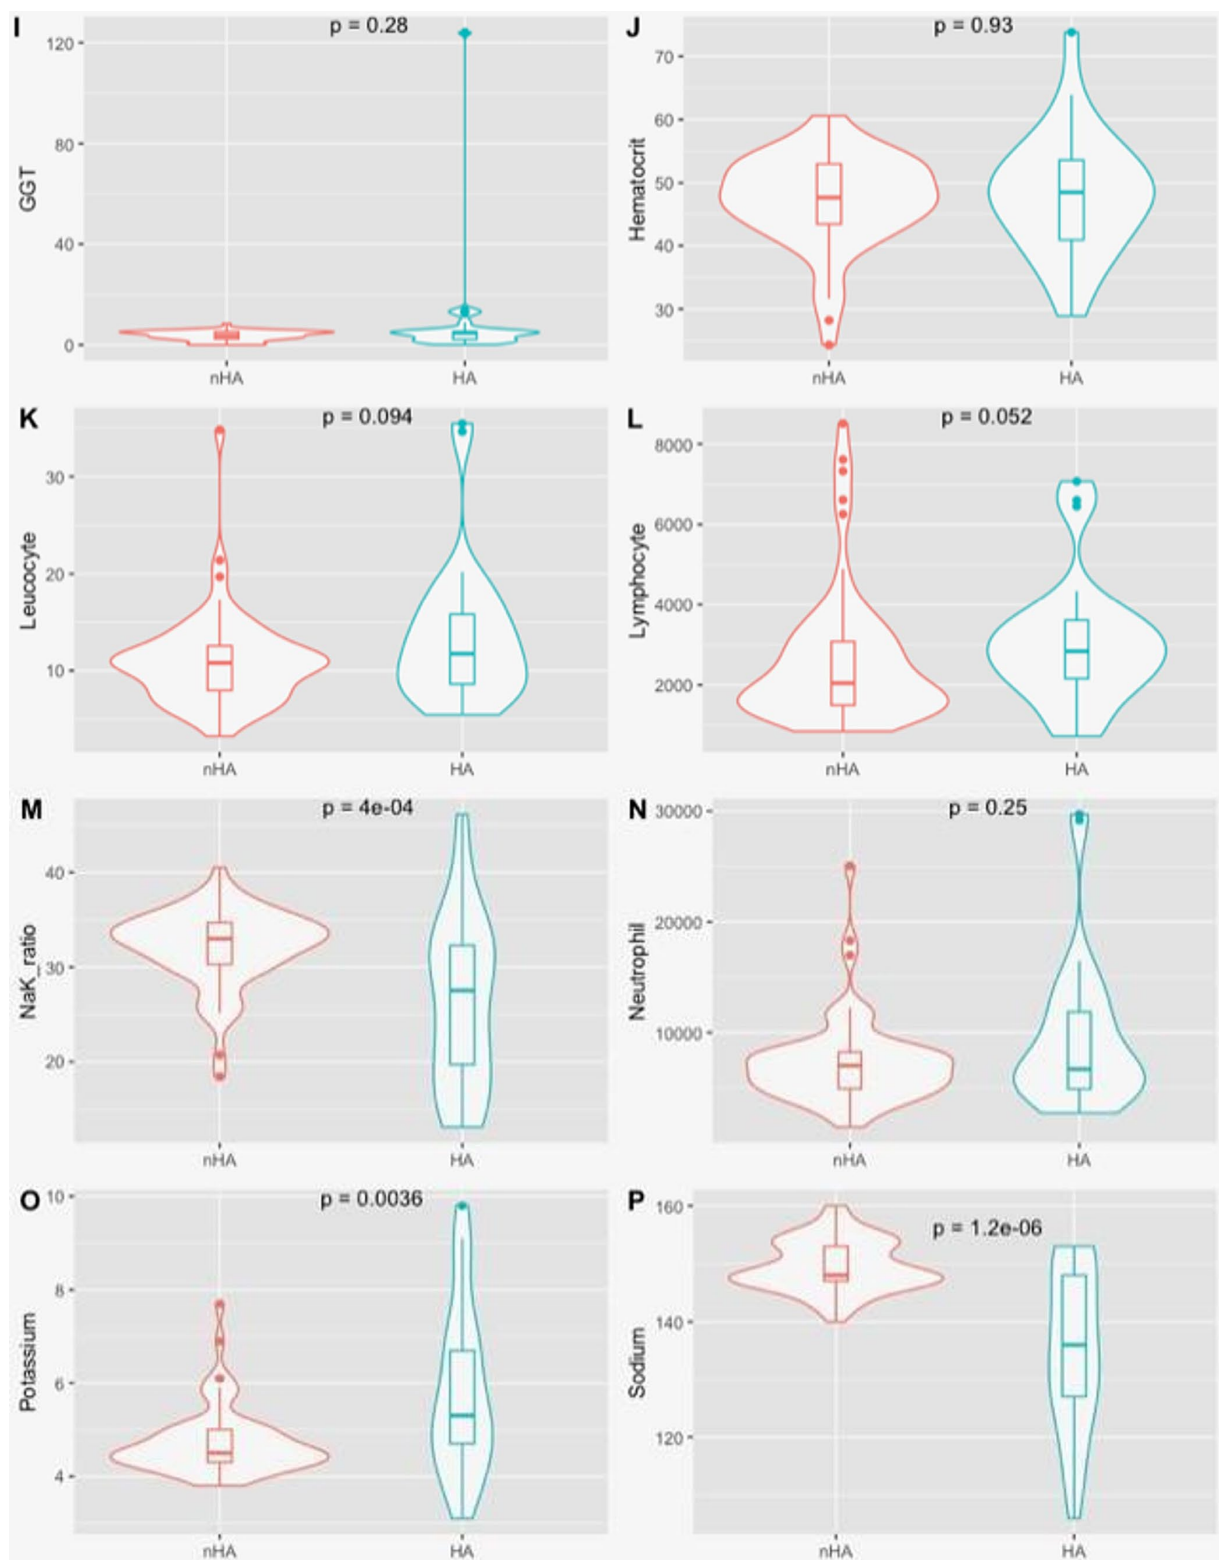 I p = 0.28
GGT
120
80
40
0
nHA HA
J p = 0.93
Hematocrit
70
60
50
40
30
nHA HA
K p = 0.094
Leucocyte
30
20
10
nHA HA
L p = 0.052
Lymphocyte
8000
6000
4000
2000
nHA HA
M p = 4e-04
NaK_ratio
40
30
20
nHA HA
N p = 0.25
Neutrophil
30000
20000
10000
nHA HA
O p = 0.0036
Potassium
10
8
6
4
nHA HA
P p = 1.2e-06
Sodium
160
140
120
nHA HA